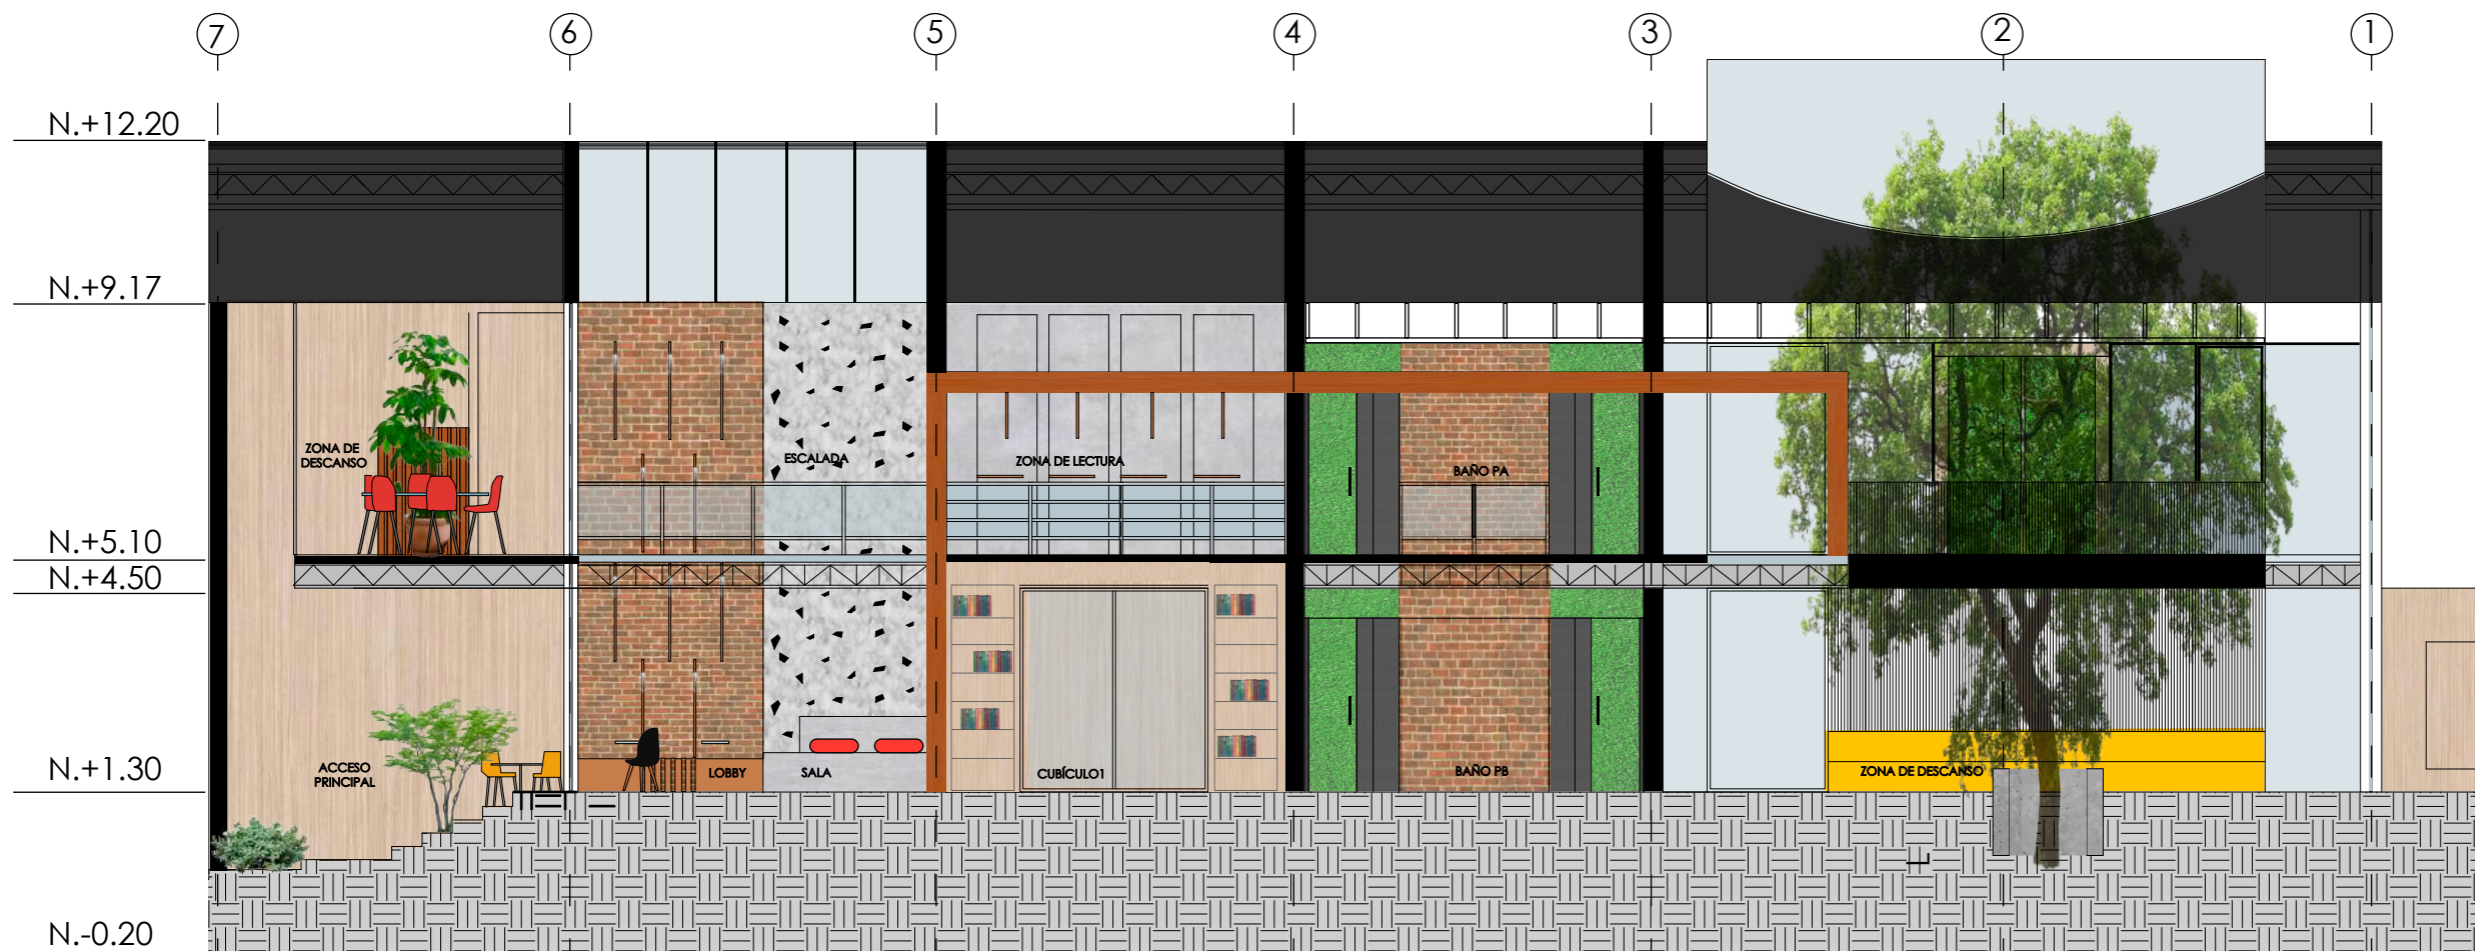 7 6 5 4 3 2 1
N.+12.20
N.+9.17
ZONA DE
DESCANSO
ESCALADA
ZONA DE LECTURA
BAÑO PA
N.+5.10
N.+4.50
N.+1.30
ACCESO
PRINCIPAL
LOBBY
SALA
CUBÍCULO1
BAÑO PB
ZONA DE DESCANSO
N.-0.20